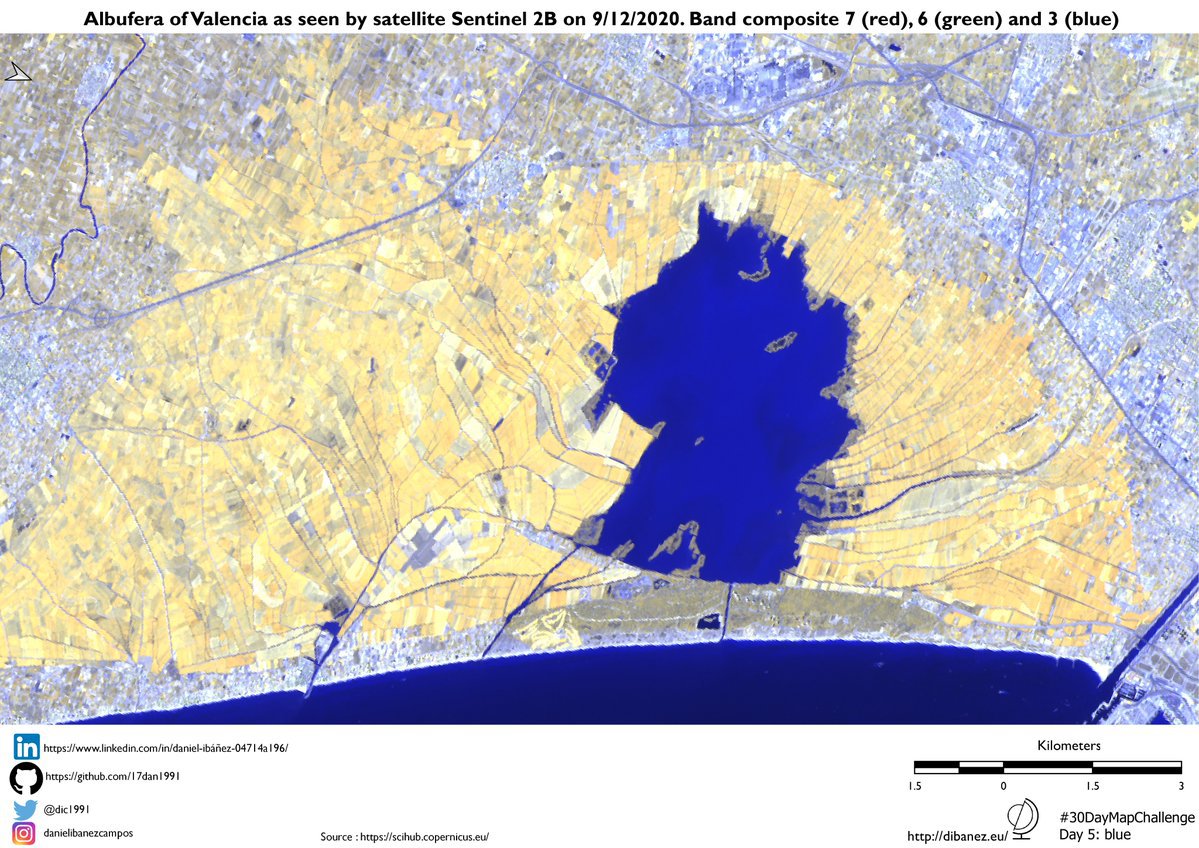 Albufera of Valencia as seen by satellite Sentinel 2B on 9/12/2020. Band composite 7 (red), 6 (green) and 3 (blue)
in https://www.linkedin.com/in/daniel-ibáñez-04714a196/
https://github.com/17dan1991
@dic1991
danielibanezcampos
Source : https://scihub.copernicus.eu/
Kilometers
1.5 0 1.5 3
http://dibanez.eu/
#30DayMapChallenge
Day 5: blue